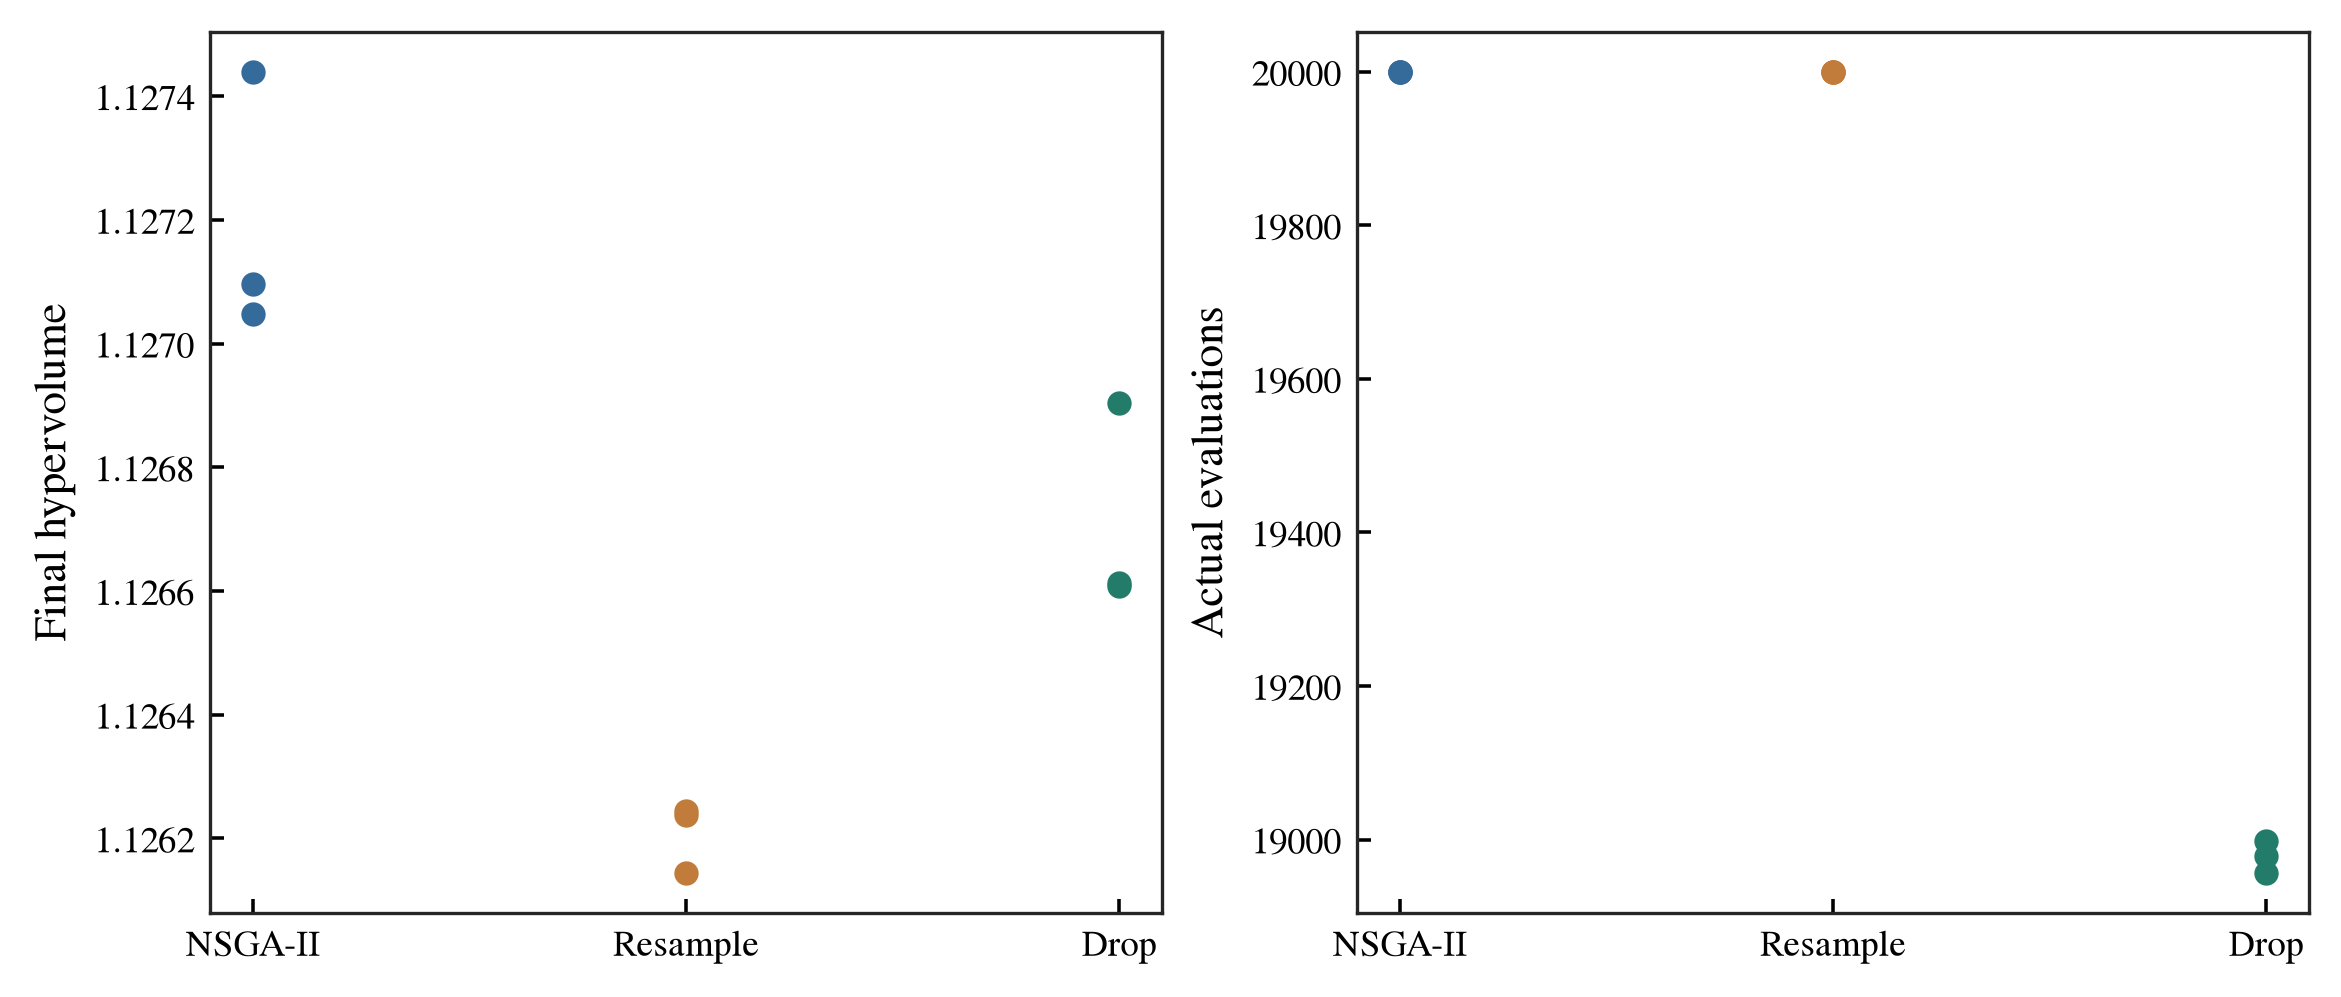 Final hypervolume
1.1274
1.1272
1.1270
1.1268
1.1266
1.1264
1.1262
NSGA-II
Resample
Drop
Actual evaluations
20000
19800
19600
19400
19200
19000
NSGA-II
Resample
Drop